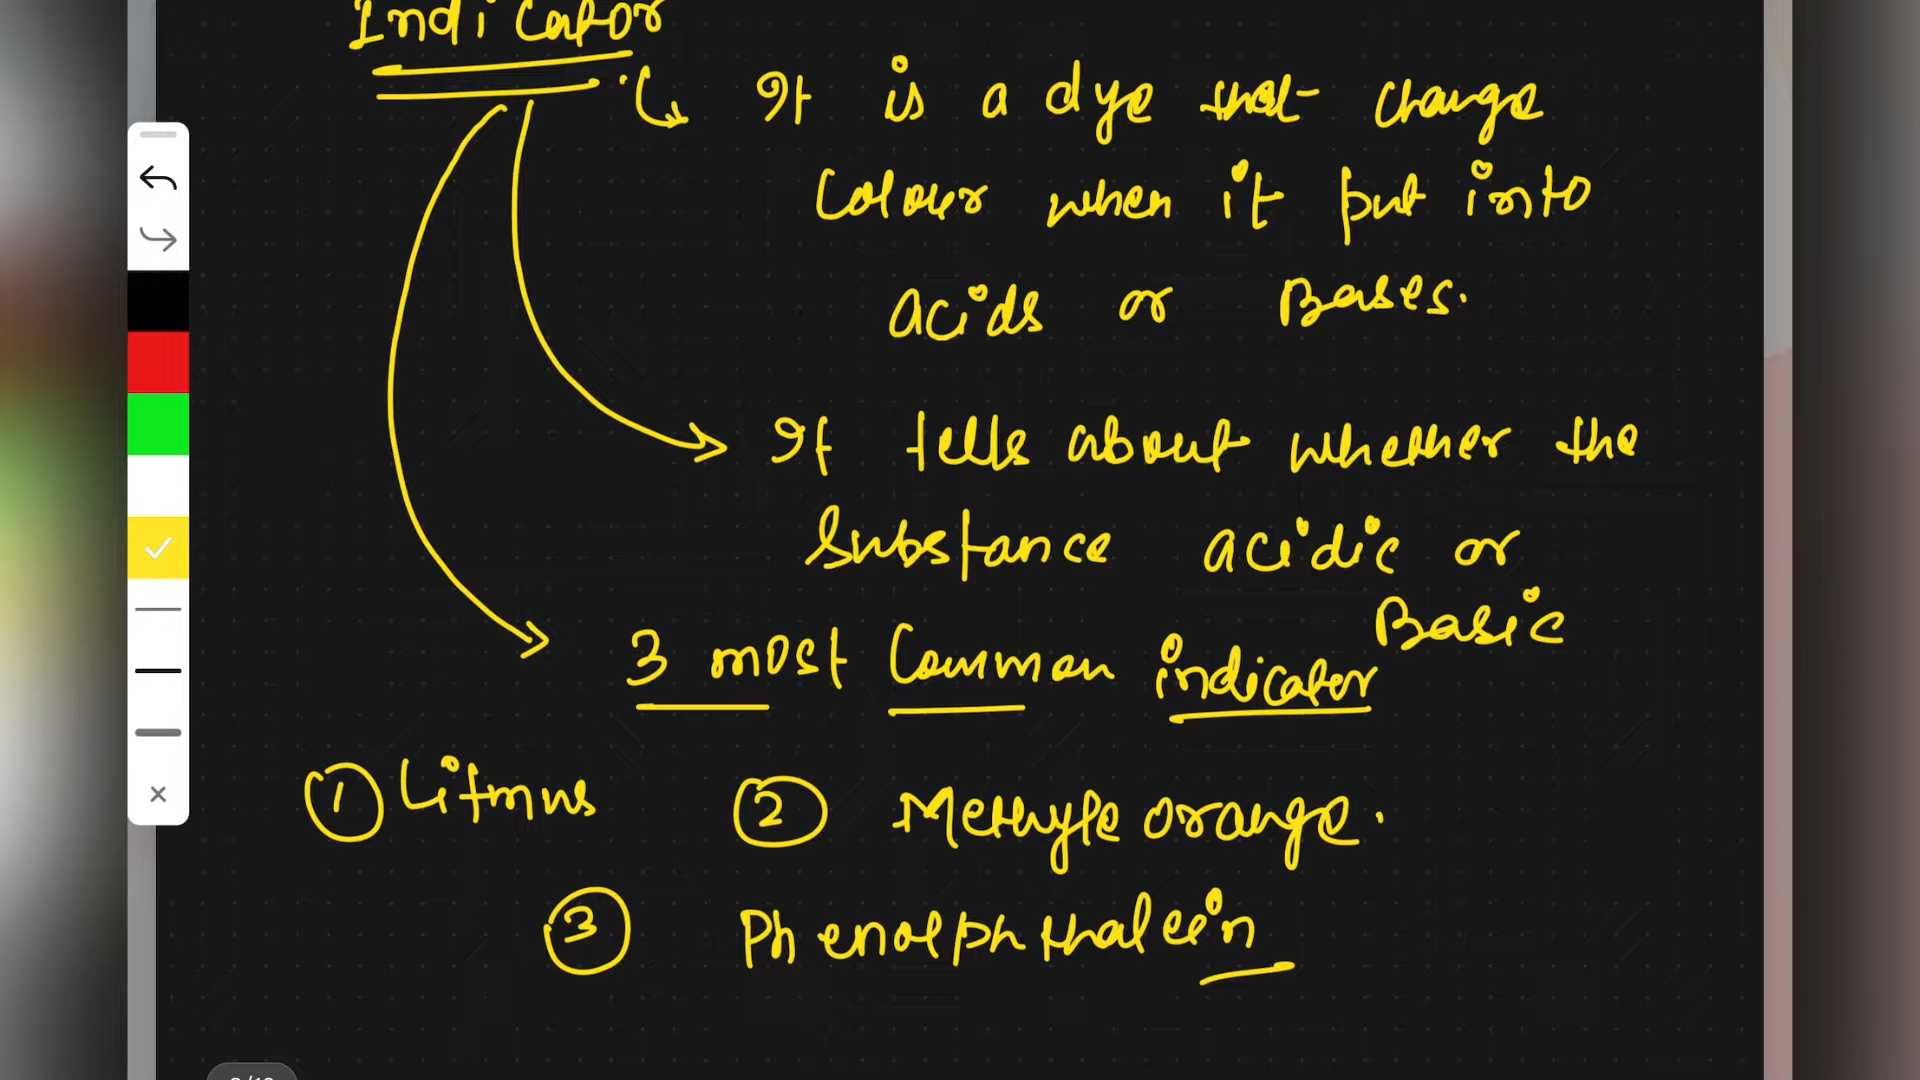 Indicator
It is a dye that change
colour when it put into
acids or Bases.
It tells about whether the
substance acidic or
Basic
3 most common indicator
1 Litmus 2 Methyle orange.
3 Phenolphthalein